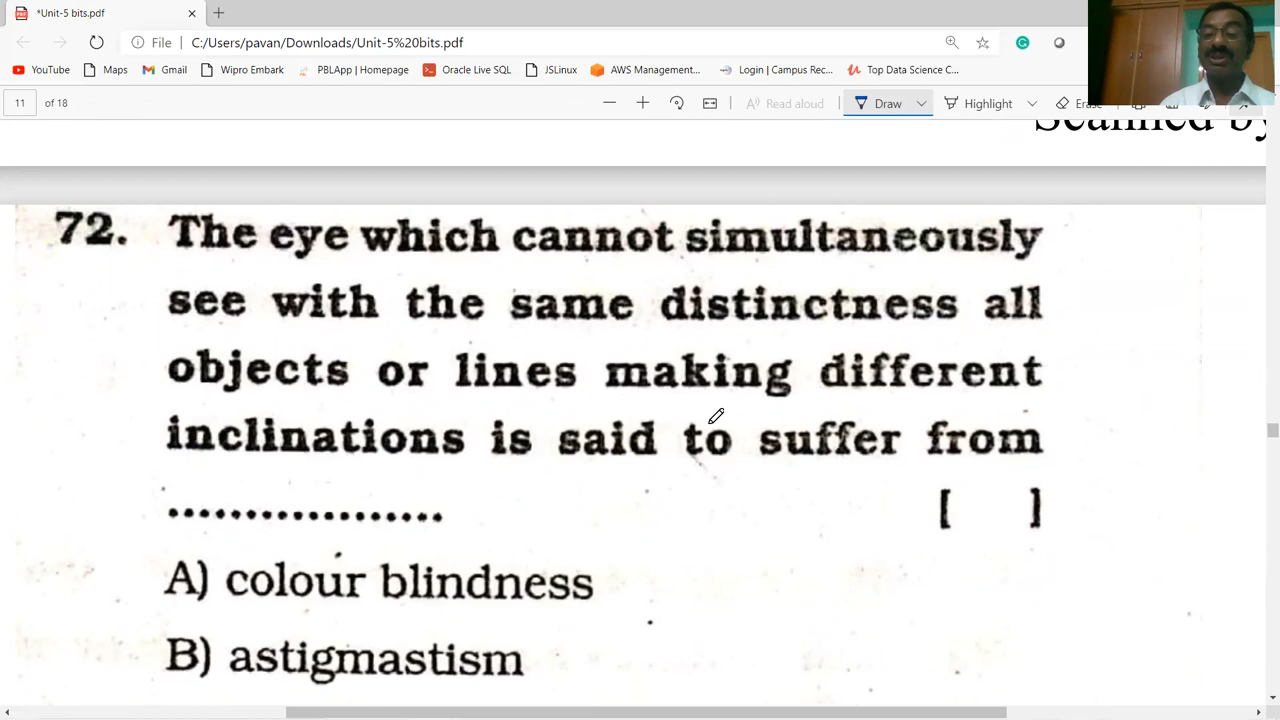 *Unit-5 bits.pdf
File C:/Users/pavan/Downloads/Unit-5%20bits.pdf
YouTube Maps Gmail Wipro Embark PBLApp | Homepage Oracle Live SQL JSLinux AWS Management... Login | Campus Rec... Top Data Science C...
11 of 18 Read aloud Draw Highlight Erase
Scanned by
72. The eye which cannot simultaneously
see with the same distinctness all
objects or lines making different
inclinations is said to suffer from
.................. [ ]
A) colour blindness
B) astigmastism